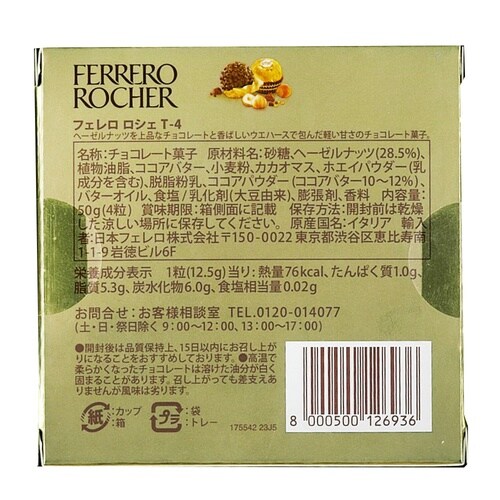 FERRERO
ROCHER
フェレロ ロシェ T-4
ヘーゼルナッツを上品なチョコレートと香ばしいウエハースで包んだ軽い甘さのチョコレート菓子。
名称:チョコレート菓子 原材料名:砂糖、ヘーゼルナッツ(28.5%)、
植物油脂、ココアバター、小麦粉、カカオマス、ホエイパウダー(乳
成分を含む)、脱脂粉乳、ココアパウダー(ココアバター10~12%)、
バターオイル、食塩/乳化剤(大豆由来)、膨張剤、香料 内容量:
50g(4粒) 賞味期限:箱側面に記載 保存方法:開封前は乾燥
した涼しい場所に保存してください。 原産国名:イタリア 輸入
者:日本フェレロ株式会社〒150-0022 東京都渋谷区恵比寿南
1-1-9 岩徳ビル6F
栄養成分表示 1粒(12.5g)当り:熱量76kcal、たんぱく質1.0g、
脂質5.3g、炭水化物6.0g、食塩相当量0.02g
お問合せ:お客様相談室 TEL.0120-014077
(土・日・祭日除く 9:00~12:00、13:00~17:00)
●開封後は品質保持上、15日以内にお召し上が
りになることをおすすめしております。●高温で
柔らかくなったチョコレートは溶けた油分が白く
固まることがあります。召し上がっても差支えあ
りませんが風味は劣ります。
紙:カップ
:箱
プラ:袋
:トレー
175542 23J5
8 000500 126936